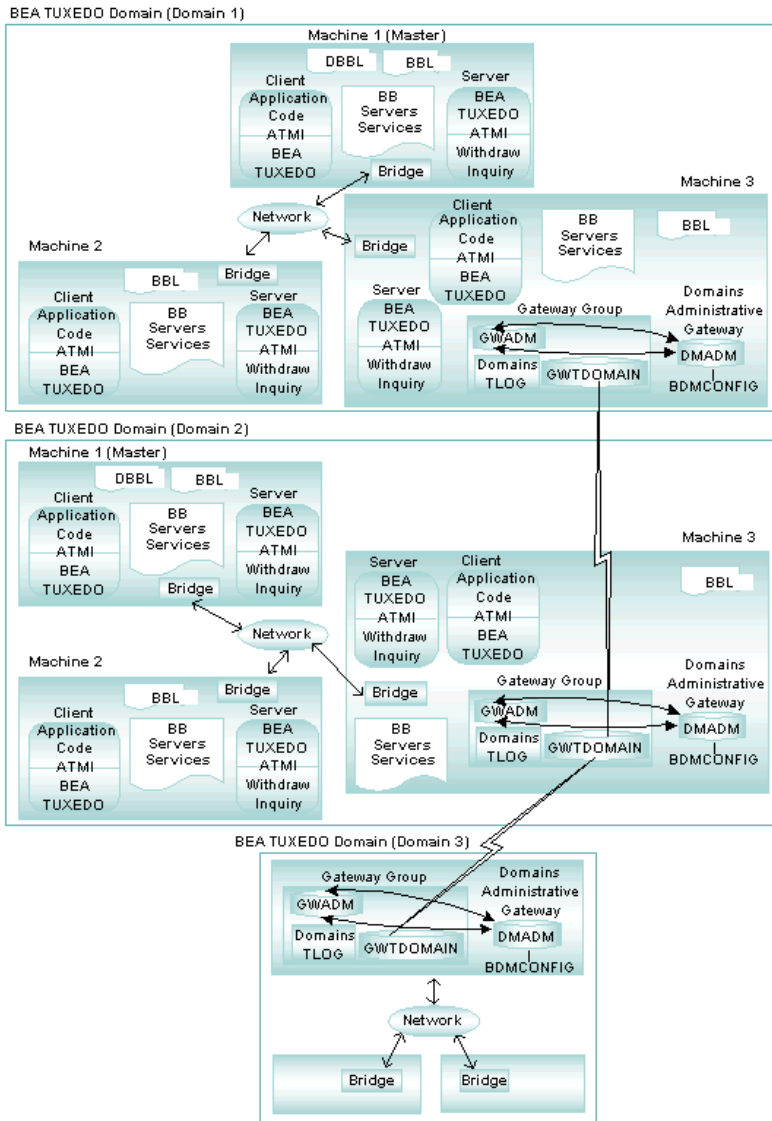 BEA TUXEDO Domain (Domain 1)
Machine 1 (Master)
DBBL
BBL
Client
Application
Code
ATMI
BEA
TUXEDO
BB
Servers
Services
Server
BEA
TUXEDO
ATMI
Withdraw
Inquiry
Bridge
Network
Machine 2
BBL
Bridge
Client
Application
Code
ATMI
BEA
TUXEDO
BB
Servers
Services
Server
BEA
TUXEDO
ATMI
Withdraw
Inquiry
Machine 3
Bridge
Client
Application
Code
ATMI
BEA
TUXEDO
BB
Servers
Services
BBL
Server
BEA
TUXEDO
ATMI
Withdraw
Inquiry
Gateway Group
GWADM
Domains
TLOG
GWTDOMAIN
Domains
Administrative
Gateway
DMADM
BDMCONFIG
BEA TUXEDO Domain (Domain 2)
Machine 1 (Master)
DBBL
BBL
Client
Application
Code
ATMI
BEA
TUXEDO
BB
Servers
Services
Server
BEA
TUXEDO
ATMI
Withdraw
Inquiry
Bridge
Network
Machine 2
BBL
Bridge
Client
Application
Code
ATMI
BEA
TUXEDO
BB
Servers
Services
Server
BEA
TUXEDO
ATMI
Withdraw
Inquiry
Machine 3
Server
BEA
TUXEDO
ATMI
Withdraw
Inquiry
Client
Application
Code
ATMI
BEA
TUXEDO
BBL
Bridge
BB
Servers
Services
Gateway Group
GWADM
Domains
TLOG
GWTDOMAIN
Domains
Administrative
Gateway
DMADM
BDMCONFIG
BEA TUXEDO Domain (Domain 3)
Gateway Group
GWADM
Domains
TLOG
GWTDOMAIN
Domains
Administrative
Gateway
DMADM
BDMCONFIG
Network
Bridge
Bridge